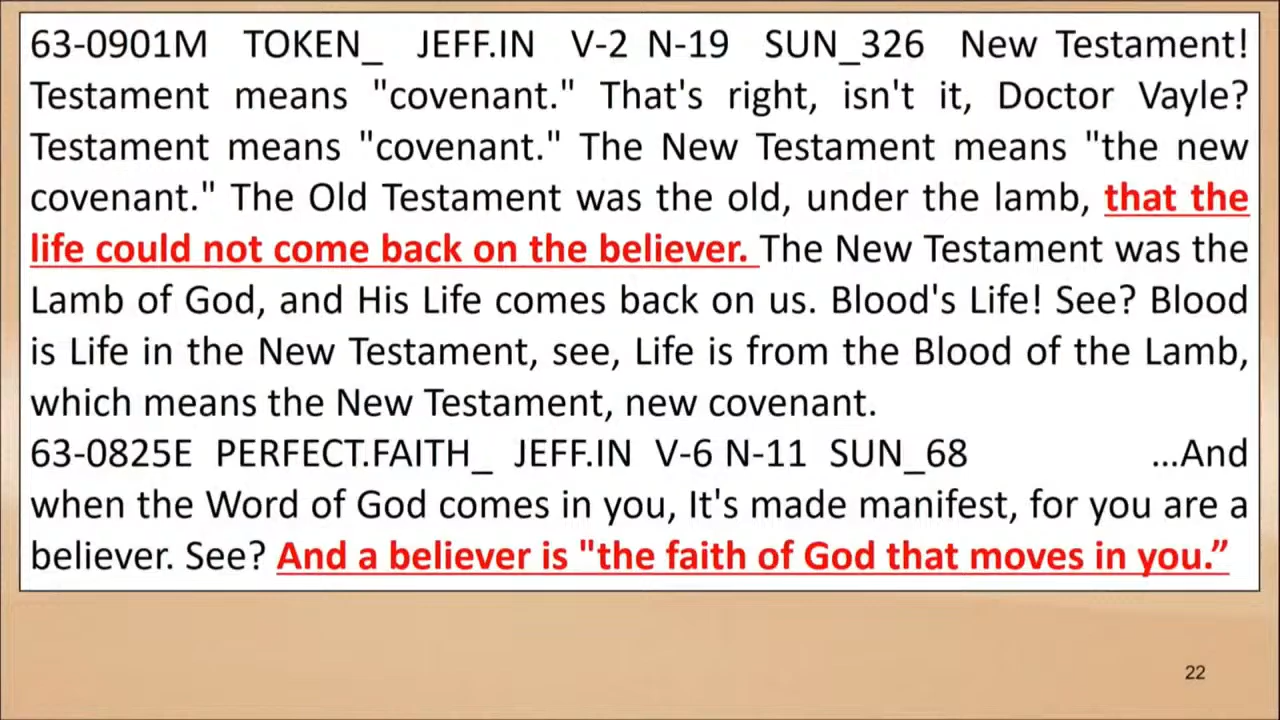 63-0901M TOKEN_ JEFF.IN V-2 N-19 SUN_326 New Testament!
Testament means "covenant." That's right, isn't it, Doctor Vayle?
Testament means "covenant." The New Testament means "the new
covenant." The Old Testament was the old, under the lamb, that the
life could not come back on the believer. The New Testament was the
Lamb of God, and His Life comes back on us. Blood's Life! See? Blood
is Life in the New Testament, see, Life is from the Blood of the Lamb,
which means the New Testament, new covenant.
63-0825E PERFECT.FAITH_ JEFF.IN V-6 N-11 SUN_68 ...And
when the Word of God comes in you, It's made manifest, for you are a
believer. See? And a believer is "the faith of God that moves in you.”
22